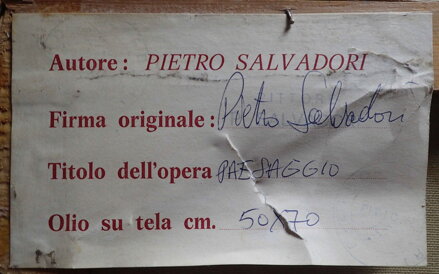 Autore: PIETRO SALVADORI
Firma originale: Pietro Salvadori
Titolo dell'opera PAESAGGIO
Olio su tela cm. 50x70